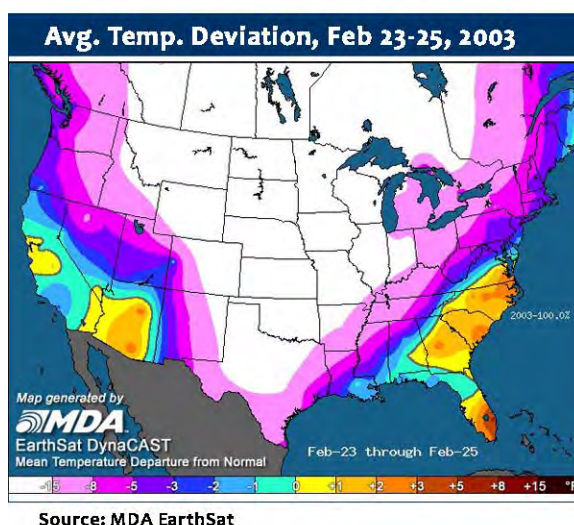 Avg. Temp. Deviation, Feb 23-25, 2003
2003-100.0%
Map generated by
MDA
EarthSat DynaCAST
Mean Temperature Departure from Normal
Feb-23 through Feb-25
-15 -8 -5 -3 -2 -1 0 +1 +2 +3 +5 +8 +15 °F
Source: MDA EarthSat